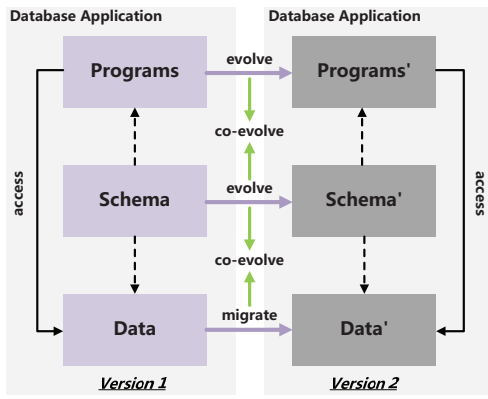 Database Application
Database Application
Programs
evolve
Programs'
co-evolve
access
access
Schema
evolve
Schema'
co-evolve
Data
migrate
Data'
Version 1
Version 2